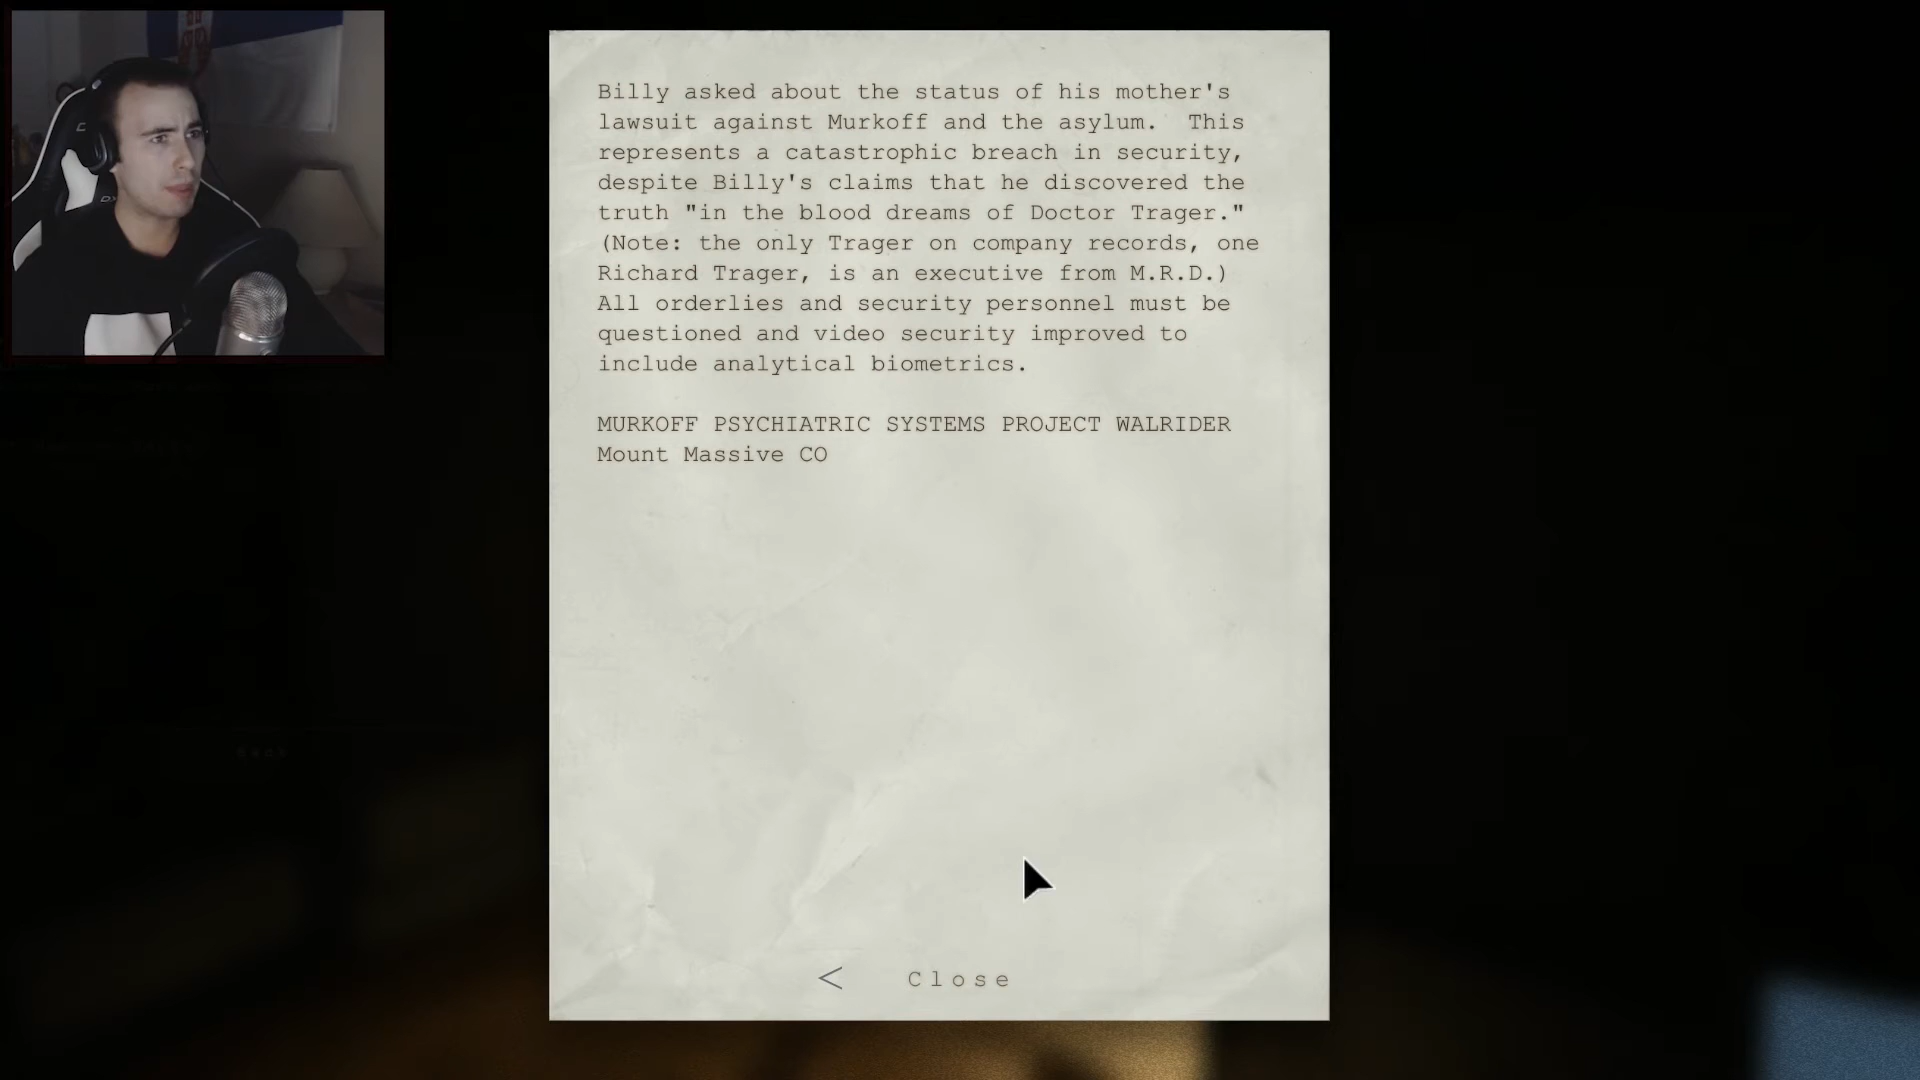 Billy asked about the status of his mother's
lawsuit against Murkoff and the asylum.  This
represents a catastrophic breach in security,
despite Billy's claims that he discovered the
truth "in the blood dreams of Doctor Trager."
(Note: the only Trager on company records, one
Richard Trager, is an executive from M.R.D.)
All orderlies and security personnel must be
questioned and video security improved to
include analytical biometrics.
MURKOFF PSYCHIATRIC SYSTEMS PROJECT WALRIDER
Mount Massive CO
Back
< Close